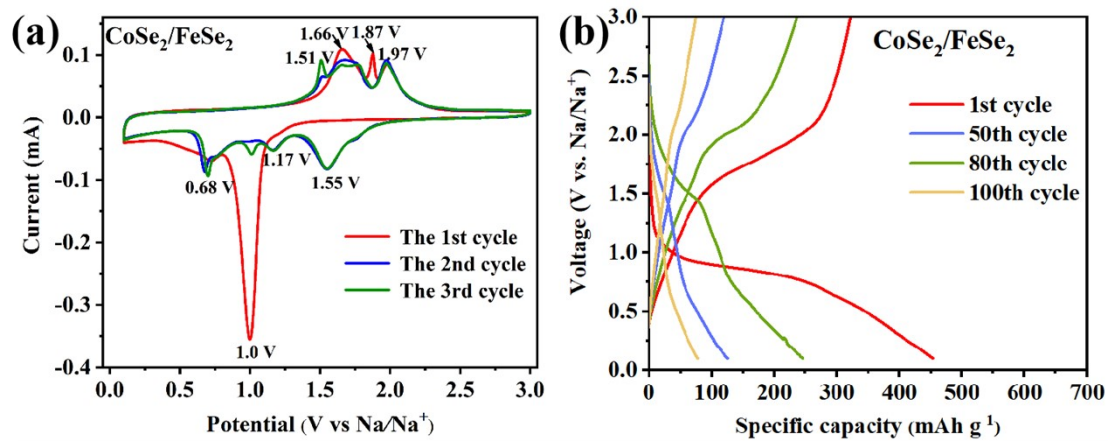 (a)
CoSe2/FeSe2
1.66 V
1.87 V
1.51 V
1.97 V
0.1
0.0
-0.1
-0.2
-0.3
-0.4
Current (mA)
0.68 V
1.17 V
1.55 V
1.0 V
The 1st cycle
The 2nd cycle
The 3rd cycle
0.0 0.5 1.0 1.5 2.0 2.5 3.0
Potential (V vs Na/Na+)
(b)
CoSe2/FeSe2
3.0
2.5
2.0
1.5
1.0
0.5
0.0
Voltage (V vs. Na/Na+)
1st cycle
50th cycle
80th cyclc
100th cycle
0 100 200 300 400 500 600 700
Specific capacity (mAh g-1)